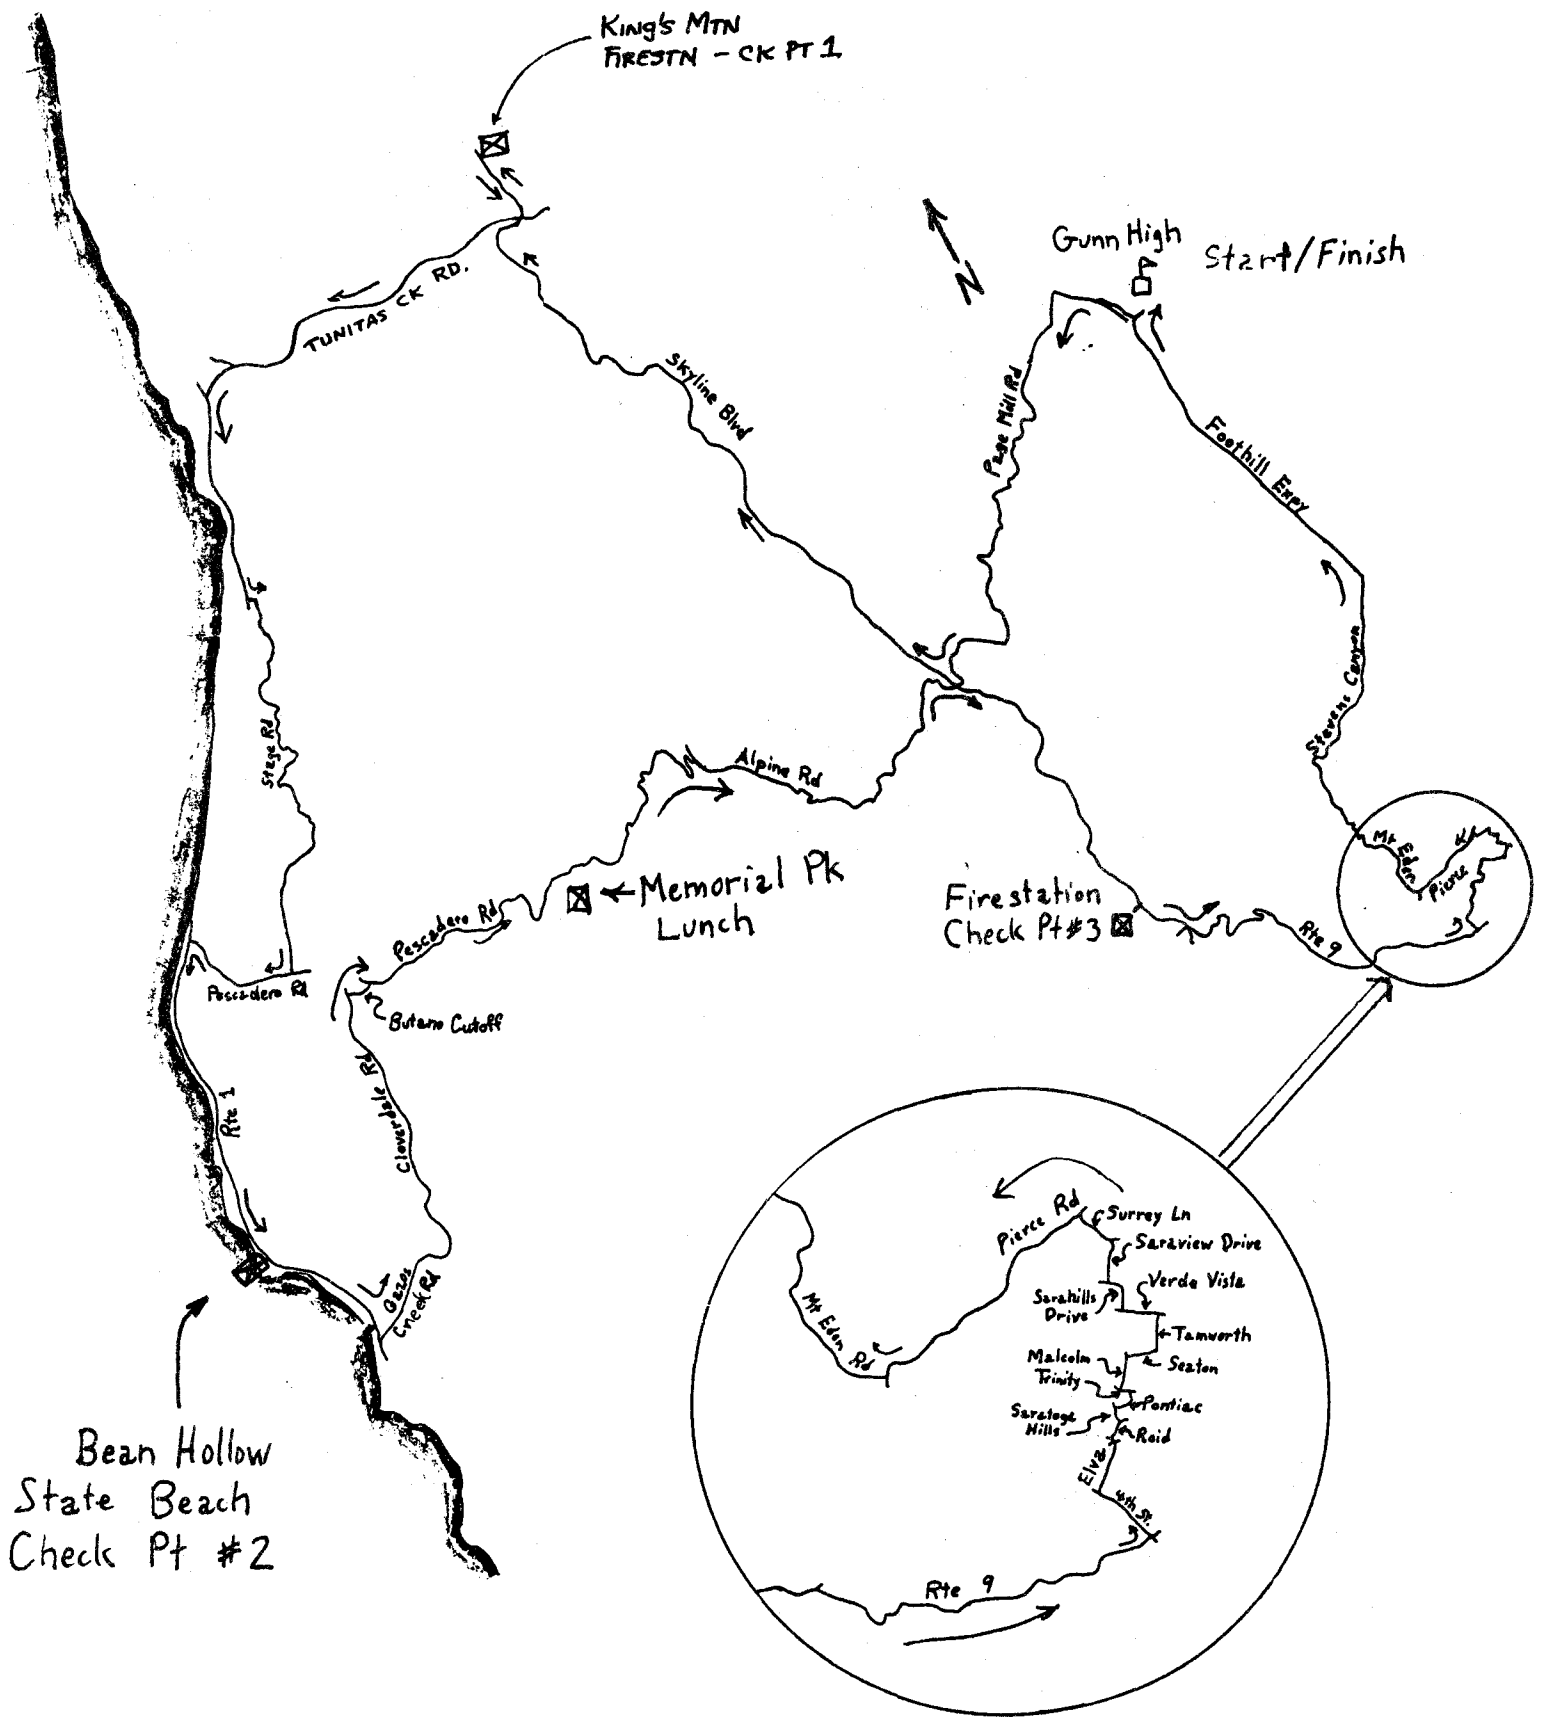 KING'S MTN
FIRESTN - CK PT 1
Gunn High
Start/Finish
N
TUNITAS CK RD.
Skyline Blvd
Page Mill Rd
Foothill Expy
Stevens Canyon
Stage Rd
Alpine Rd
Mt Eden
Pierce
Memorial Pk
Lunch
Firestation
Check Pt #3
Pescadero Rd
Rte 9
Pescadero Rd
Butano Cutoff
Cloverdale Rd
Rte 1
Gazos
Creek Rd
Bean Hollow
State Beach
Check Pt #2
Pierce Rd
Surrey Ln
Saraview Drive
Verde Vista
Sarahills
Drive
Mt Eden Rd
Tamworth
Malcolm
Seaton
Trinity
Pontiac
Saratoga
Hills
Reid
Elva
4th St.
Rte 9